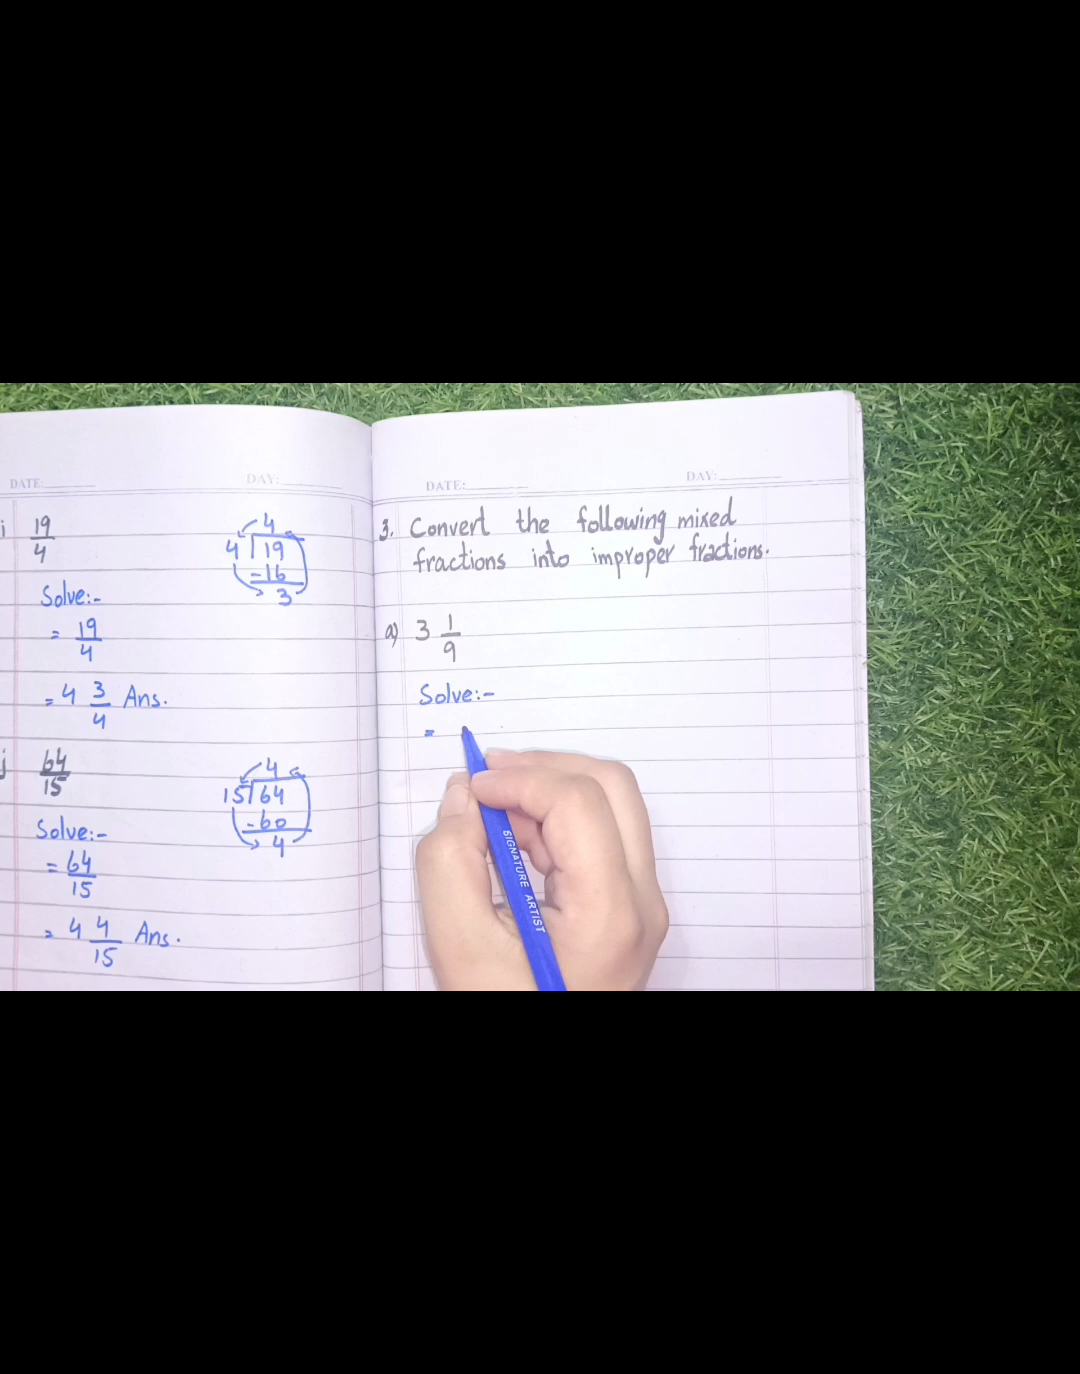 DATE: DAY:
i 19
4
4
4 19
-16
3
Solve:-
= 19
4
= 4 3 Ans.
4
j 64
15
4
15 64
-60
4
Solve:-
= 64
15
= 4 4 Ans.
15
DATE: DAY:
3. Convert the following mixed
fractions into improper fractions.
a) 3 1
9
Solve:-
=
SIGNATURE ARTIST